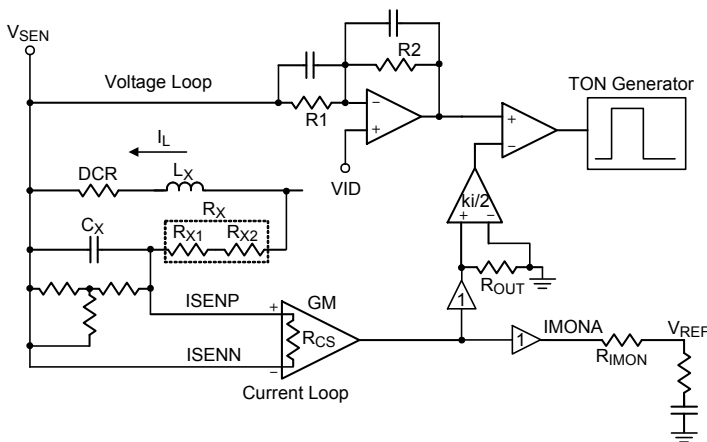 VSEN
R2
Voltage Loop
TON Generator
R1
-
+
+
-
IL
VID
DCR
LX
RX
ki/2
CX
RX1
RX2
+
-
ROUT
ISENP
GM
+
1
RCS
1
IMONA
VREF
RIMON
ISENN
-
Current Loop